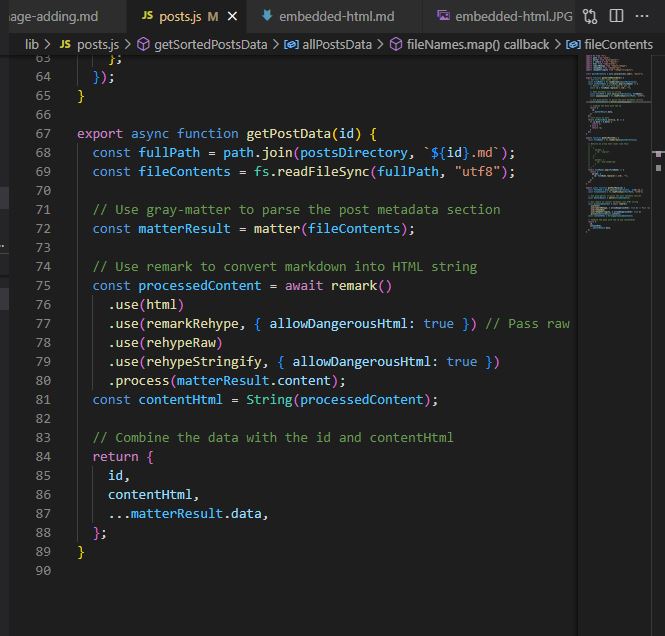 age-adding.md JS posts.js M embedded-html.md embedded-html.JPG
lib > JS posts.js > getSortedPostsData > allPostsData > fileNames.map() callback > fileContents
63 };
64 });
65 }
66
67 export async function getPostData(id) {
68 const fullPath = path.join(postsDirectory, `${id}.md`);
69 const fileContents = fs.readFileSync(fullPath, "utf8");
70
71 // Use gray-matter to parse the post metadata section
72 const matterResult = matter(fileContents);
73
74 // Use remark to convert markdown into HTML string
75 const processedContent = await remark()
76 .use(html)
77 .use(remarkRehype, { allowDangerousHtml: true }) // Pass raw
78 .use(rehypeRaw)
79 .use(rehypeStringify, { allowDangerousHtml: true })
80 .process(matterResult.content);
81 const contentHtml = String(processedContent);
82
83 // Combine the data with the id and contentHtml
84 return {
85 id,
86 contentHtml,
87 ...matterResult.data,
88 };
89 }
90